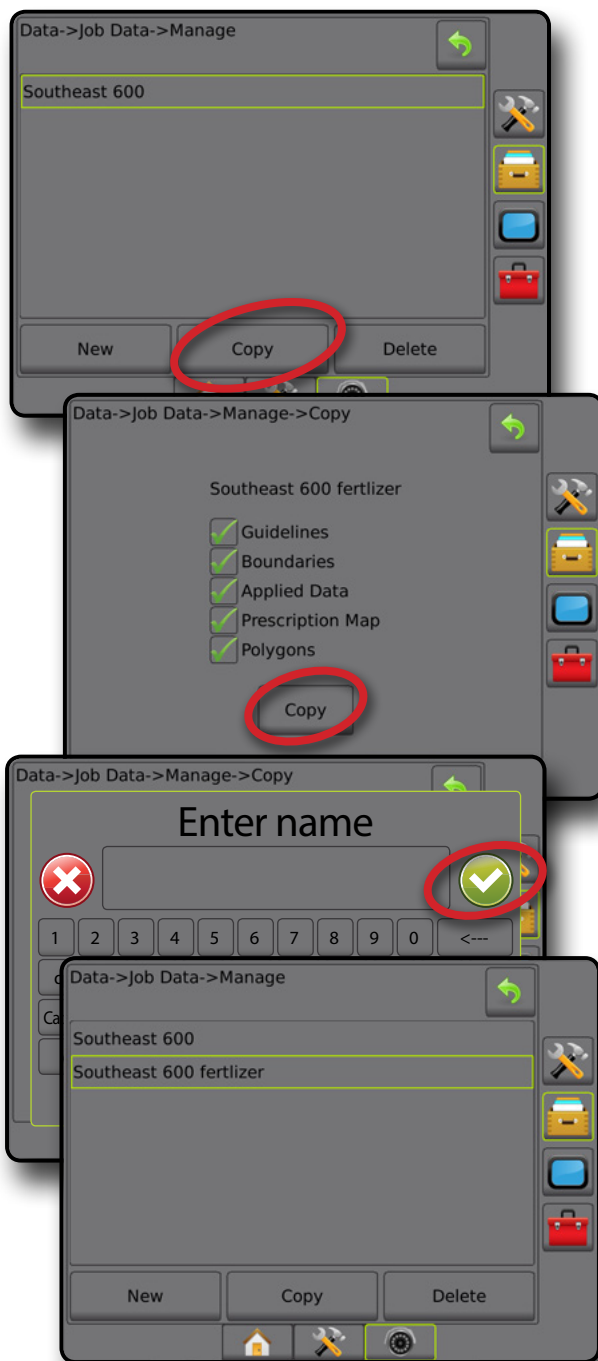 Data->Job Data->Manage
Southeast 600
New Copy Delete
Data->Job Data->Manage->Copy
Southeast 600 fertlizer
Guidelines
Boundaries
Applied Data
Prescription Map
Polygons
Copy
Data->Job Data->Manage->Copy
Enter name
1 2 3 4 5 6 7 8 9 0 <---
Ca
Data->Job Data->Manage
Southeast 600
Southeast 600 fertlizer
New Copy Delete